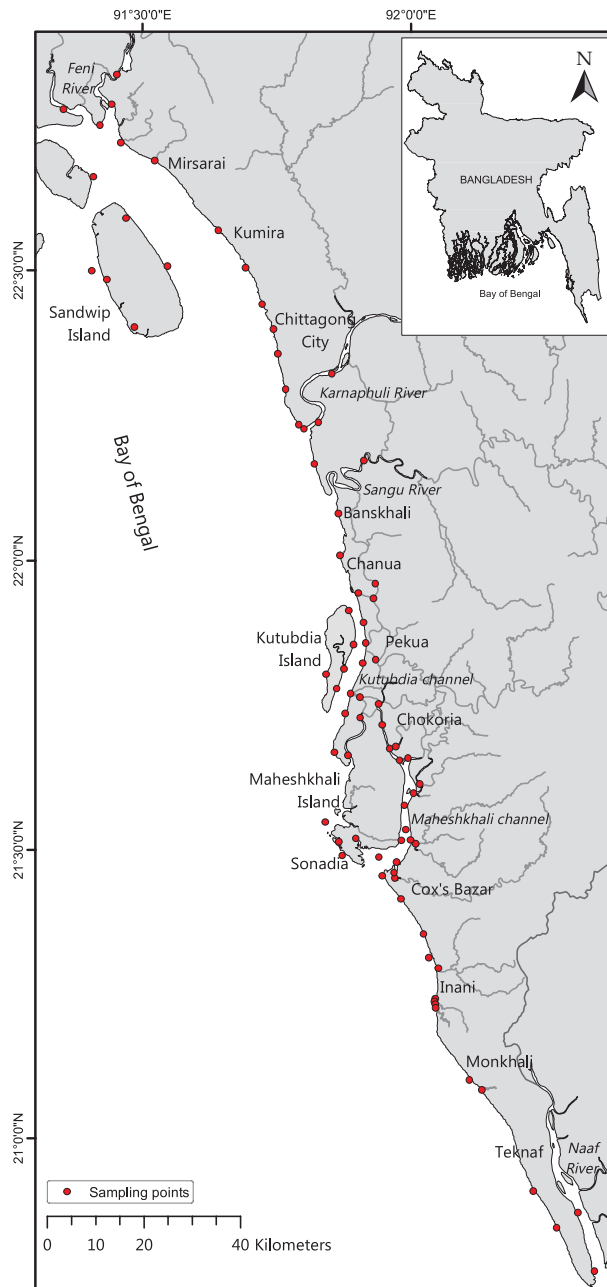 91°30'0"E
92°0'0"E
Feni
River
N
Mirsarai
BANGLADESH
Kumira
22°30'0"N
Bay of Bengal
Sandwip
Island
Chittagong
City
Karnaphuli River
Bay of Bengal
Sangu River
Banskhali
22°0'0"N
Chanua
Kutubdia
Island
Pekua
Kutubdia channel
Chokoria
Maheshkhali
Island
Maheshkhali channel
21°30'0"N
Sonadia
Cox's Bazar
Inani
Monkhali
21°0'0"N
Teknaf
Naaf
River
Sampling points
0 10 20 40 Kilometers